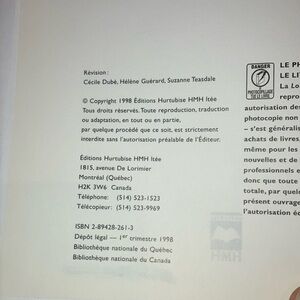 Révision :
Cécile Dubé, Hélène Guérard, Suzanne Teasdale
© Copyright 1998 Éditions Hurtubise HMH ltée
Tous droits réservés. Toute reproduction, traduction
ou adaptation, en tout ou en partie,
par quelque procédé que ce soit, est strictement
interdite sans l'autorisation préalable de l'Éditeur.
Éditions Hurtubise HMH ltée
1815, avenue De Lorimier
Montréal (Québec)
H2K 3W6 Canada
Téléphone : (514) 523-1523
Télécopieur : (514) 523-9969
ISBN 2-89428-261-3
Dépôt légal — 1er trimestre 1998
Bibliothèque nationale du Québec
Bibliothèque nationale du Canada
DANGER
LE
PHOTOCOPILLAGE
TUE LE LIVRE
LE PH
LE LI
La Lo
repro
autorisation des
photocopie non
– s'est généralis
achats de livres,
même pour les
nouvelles et de
professionnels e
donc que toute
totale, par quelq
présent ouvrage
l'autorisation éc
HMH